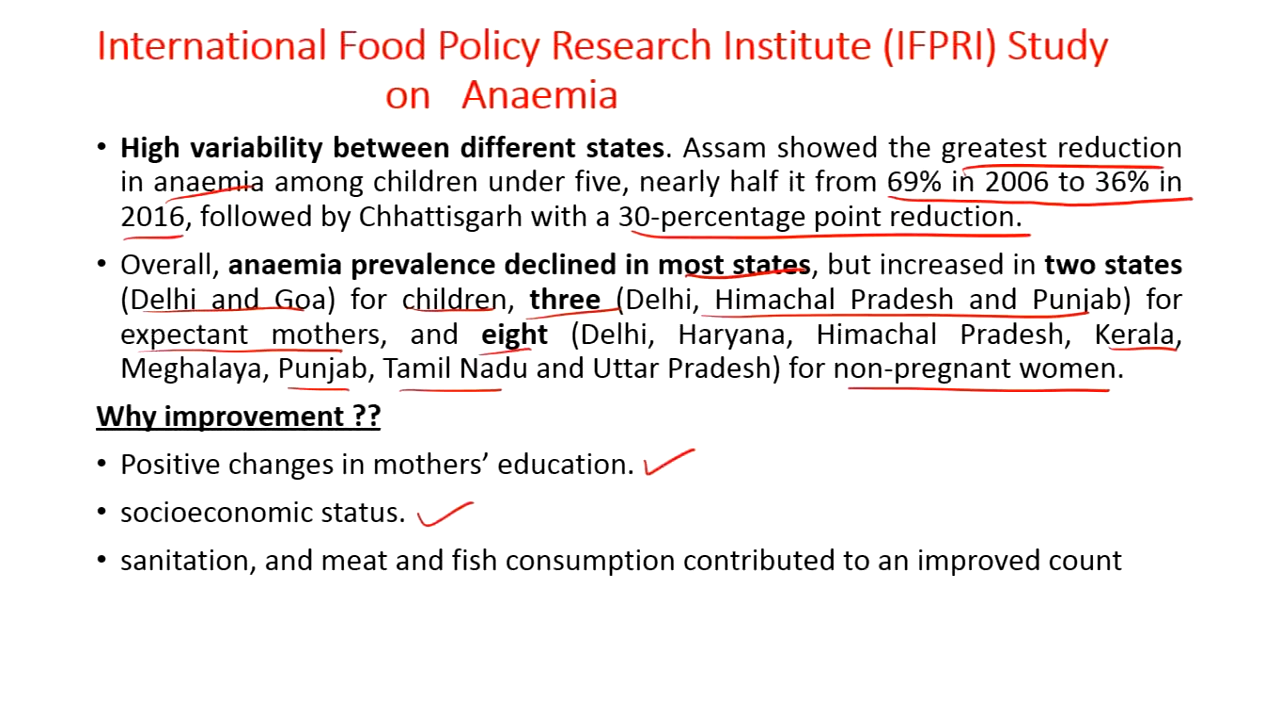 International Food Policy Research Institute (IFPRI) Study
on Anaemia
• High variability between different states. Assam showed the greatest reduction
in anaemia among children under five, nearly half it from 69% in 2006 to 36% in
2016, followed by Chhattisgarh with a 30-percentage point reduction.
• Overall, anaemia prevalence declined in most states, but increased in two states
(Delhi and Goa) for children, three (Delhi, Himachal Pradesh and Punjab) for
expectant mothers, and eight (Delhi, Haryana, Himachal Pradesh, Kerala,
Meghalaya, Punjab, Tamil Nadu and Uttar Pradesh) for non-pregnant women.
Why improvement ??
• Positive changes in mothers’ education.
• socioeconomic status.
• sanitation, and meat and fish consumption contributed to an improved count